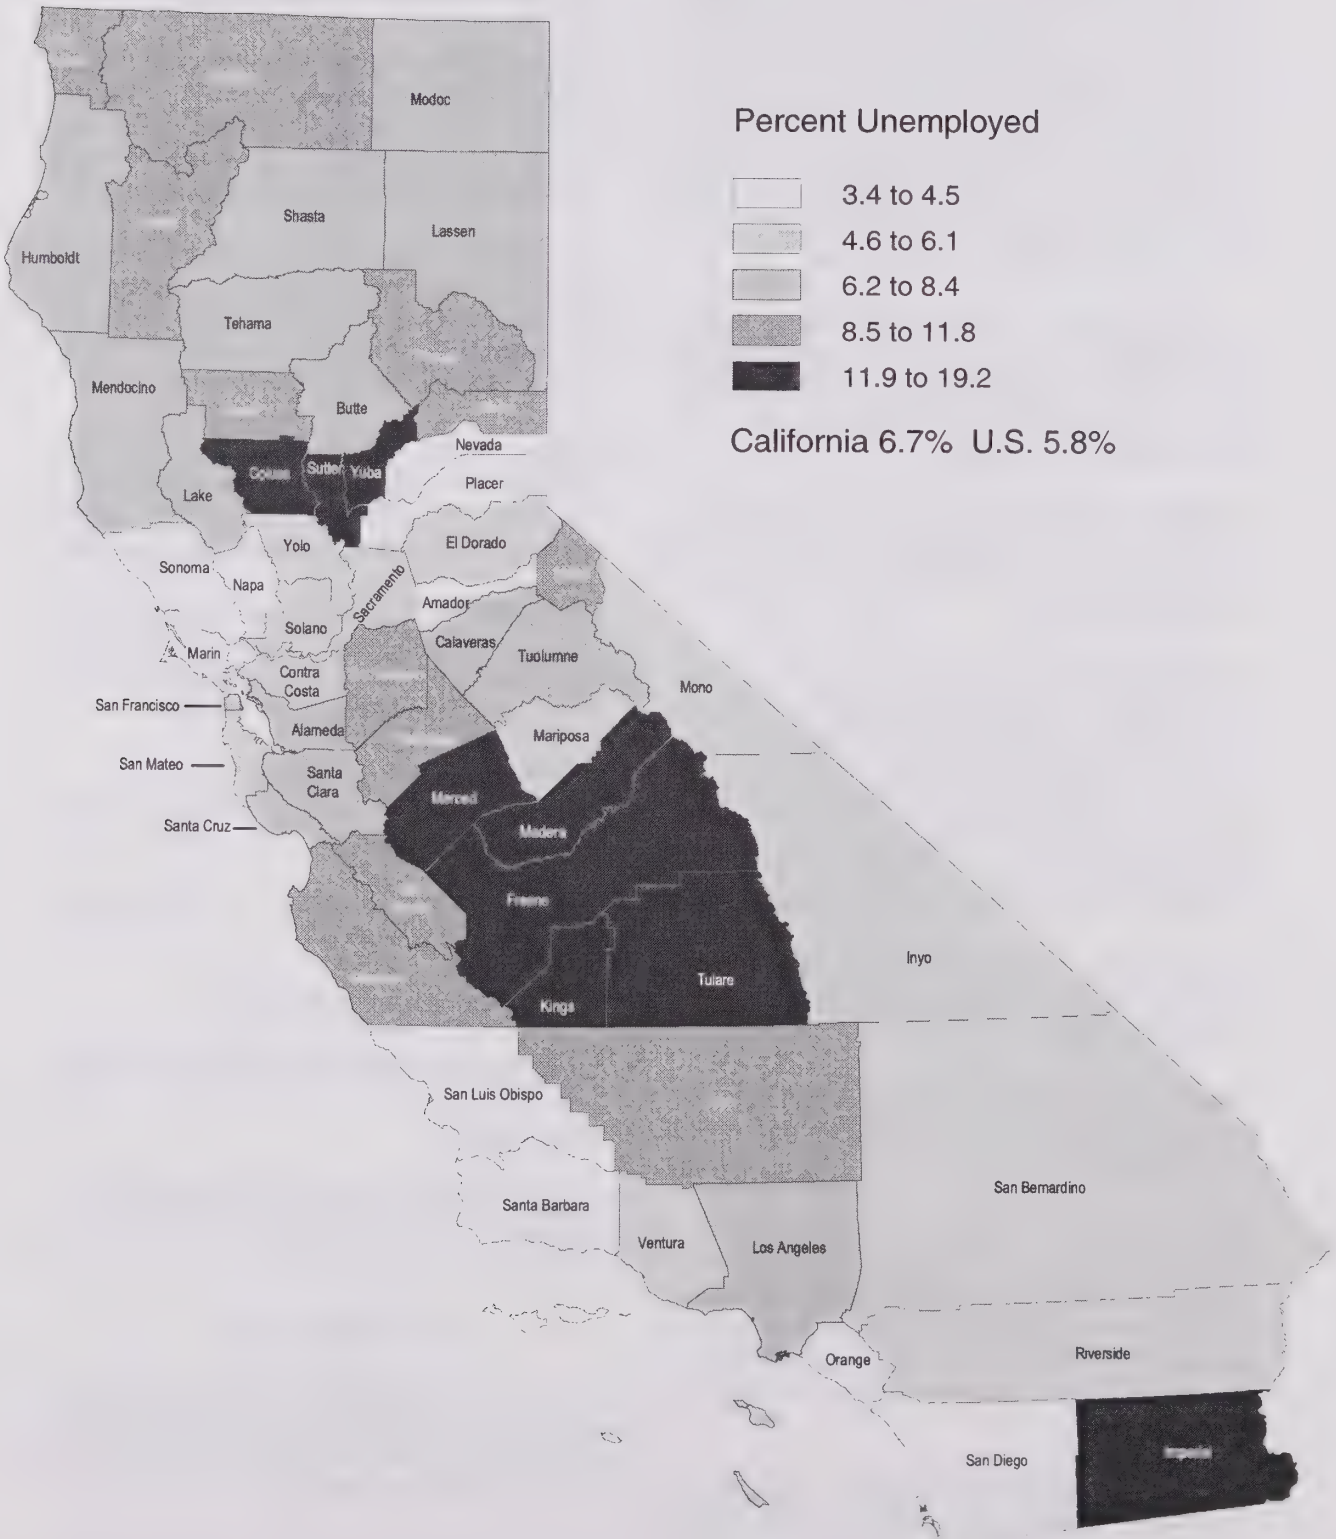 Modoc
Percent Unemployed
3.4 to 4.5
4.6 to 6.1
6.2 to 8.4
8.5 to 11.8
11.9 to 19.2
California 6.7% U.S. 5.8%
Shasta
Lassen
Humboldt
Tehama
Mendocino
Butte
Nevada
Colusa
Sutter
Yuba
Placer
Lake
Yolo
El Dorado
Sonoma
Napa
Sacramento
Amador
Solano
Calaveras
Marin
Tuolumne
Contra
Costa
Mono
San Francisco
Alameda
Mariposa
San Mateo
Santa
Clara
Merced
Santa Cruz
Madera
Fresno
Inyo
Tulare
Kings
San Luis Obispo
San Bernardino
Santa Barbara
Ventura
Los Angeles
Orange
Riverside
Imperial
San Diego